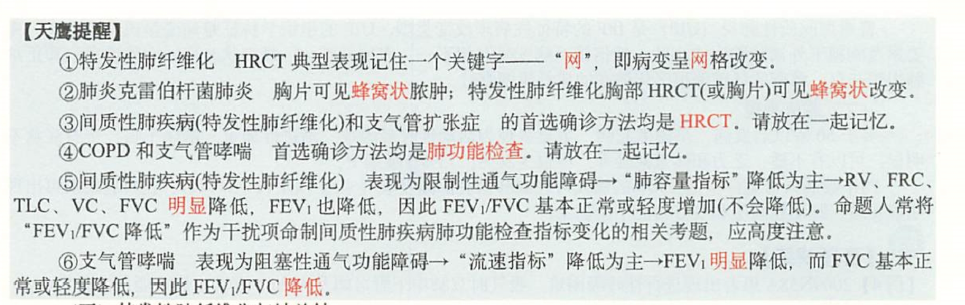 【天鹰提醒】
①特发性肺纤维化 HRCT 典型表现记住一个关键字——“网”，即病变呈网格改变。
②肺炎克雷伯杆菌肺炎 胸片可见蜂窝状脓肿；特发性肺纤维化胸部 HRCT(或胸片)可见蜂窝状改变。
③间质性肺疾病(特发性肺纤维化)和支气管扩张症 的首选确诊方法均是 HRCT。请放在一起记忆。
④COPD 和支气管哮喘 首选确诊方法均是肺功能检查。请放在一起记忆。
⑤间质性肺疾病(特发性肺纤维化) 表现为限制性通气功能障碍→“肺容量指标”降低为主→RV、FRC、
TLC、VC、FVC 明显降低，FEV₁也降低，因此 FEV₁/FVC 基本正常或轻度增加(不会降低)。命题人常将
“FEV₁/FVC 降低”作为干扰项命制间质性肺疾病肺功能检查指标变化的相关考题，应高度注意。
⑥支气管哮喘 表现为阻塞性通气功能障碍→“流速指标”降低为主→FEV₁明显降低，而 FVC 基本正
常或轻度降低，因此 FEV₁/FVC 降低。